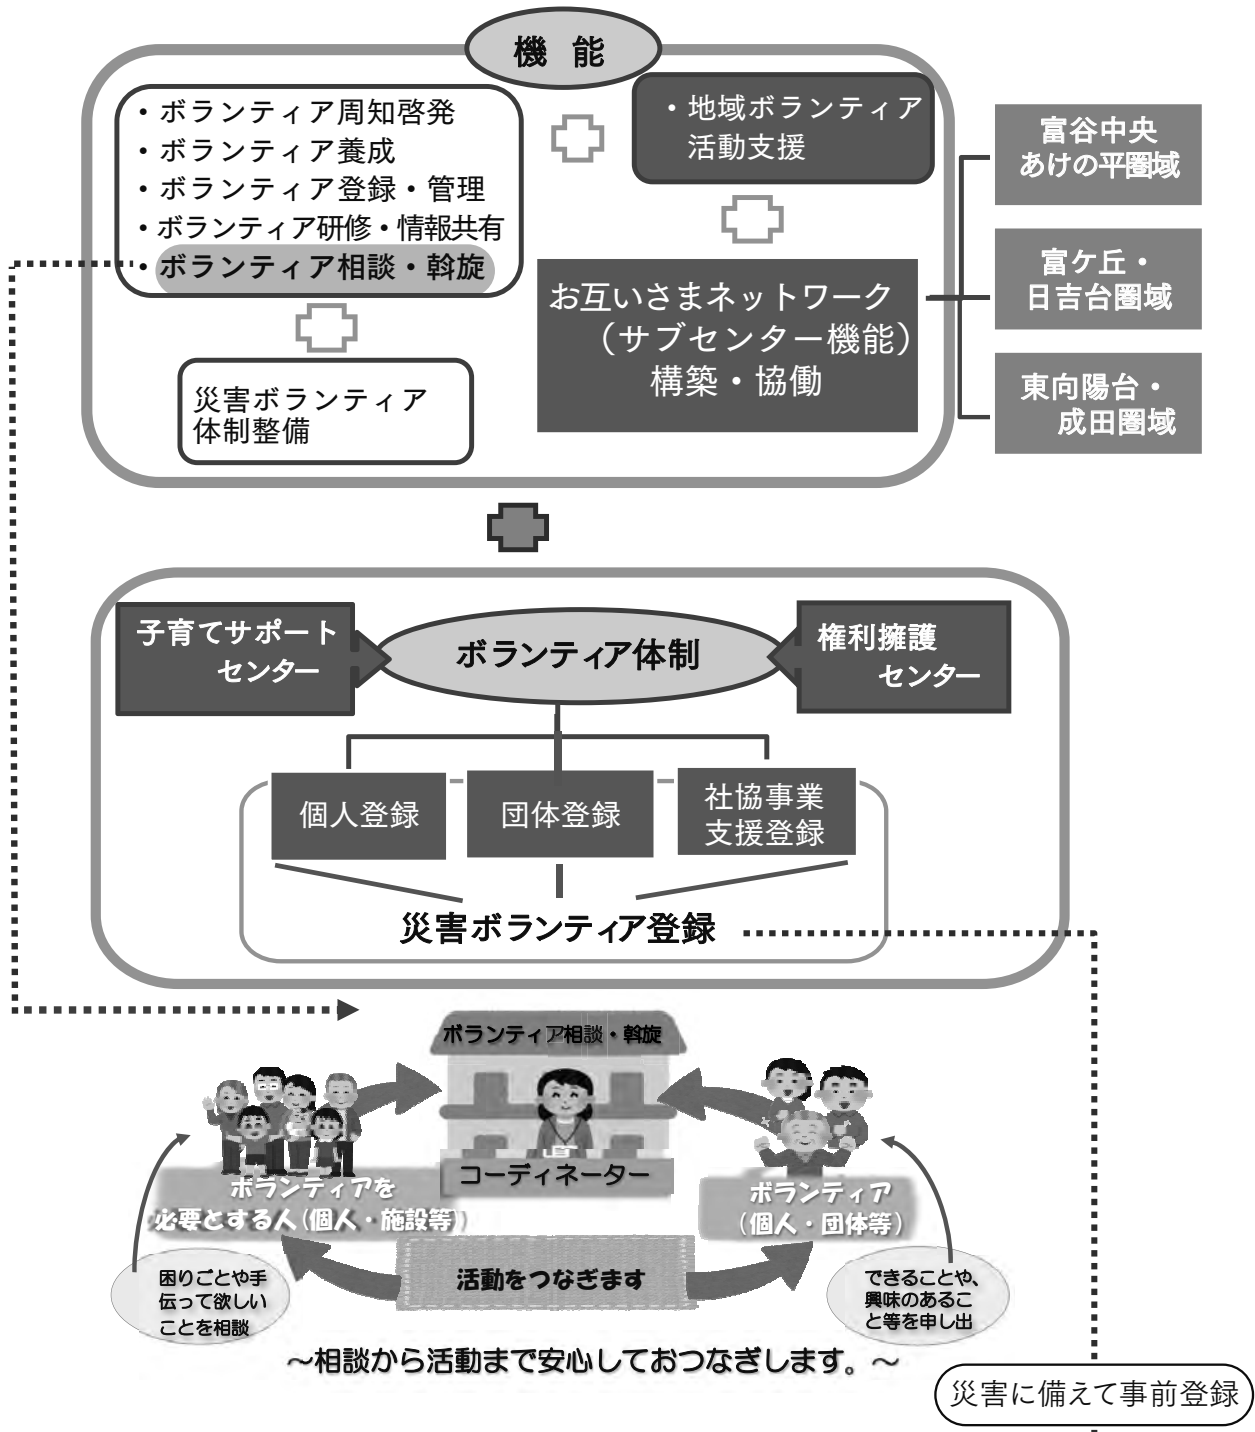 機 能
・ボランティア周知啓発
・ボランティア養成
・ボランティア登録・管理
・ボランティア研修・情報共有
・ボランティア相談・斡旋
・地域ボランティア
活動支援
災害ボランティア
体制整備
お互いさまネットワーク
（サブセンター機能）
構築・協働
富谷中央
あけの平圏域
富ケ丘・
日吉台圏域
東向陽台・
成田圏域
子育てサポート
センター
ボランティア体制
権利擁護
センター
個人登録
団体登録
社協事業
支援登録
災害ボランティア登録
ボランティア相談・斡旋
コーディネーター
ボランティアを
必要とする人(個人・施設等)
ボランティア
(個人・団体等)
困りごとや手
伝って欲しい
ことを相談
活動をつなぎます
できることや、
興味のあるこ
と等を申し出
～相談から活動まで安心しておつなぎします。～
災害に備えて事前登録